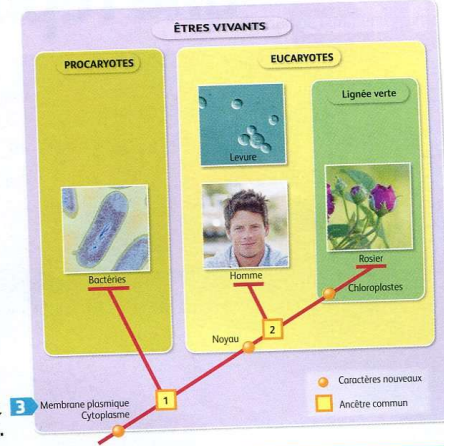 ÊTRES VIVANTS
PROCARYOTES
EUCARYOTES
Lignée verte
Levure
Bactéries
Homme
Rosier
Chloroplastes
2
Noyau
1
3 Membrane plasmique
Cytoplasme
Caractères nouveaux
Ancêtre commun